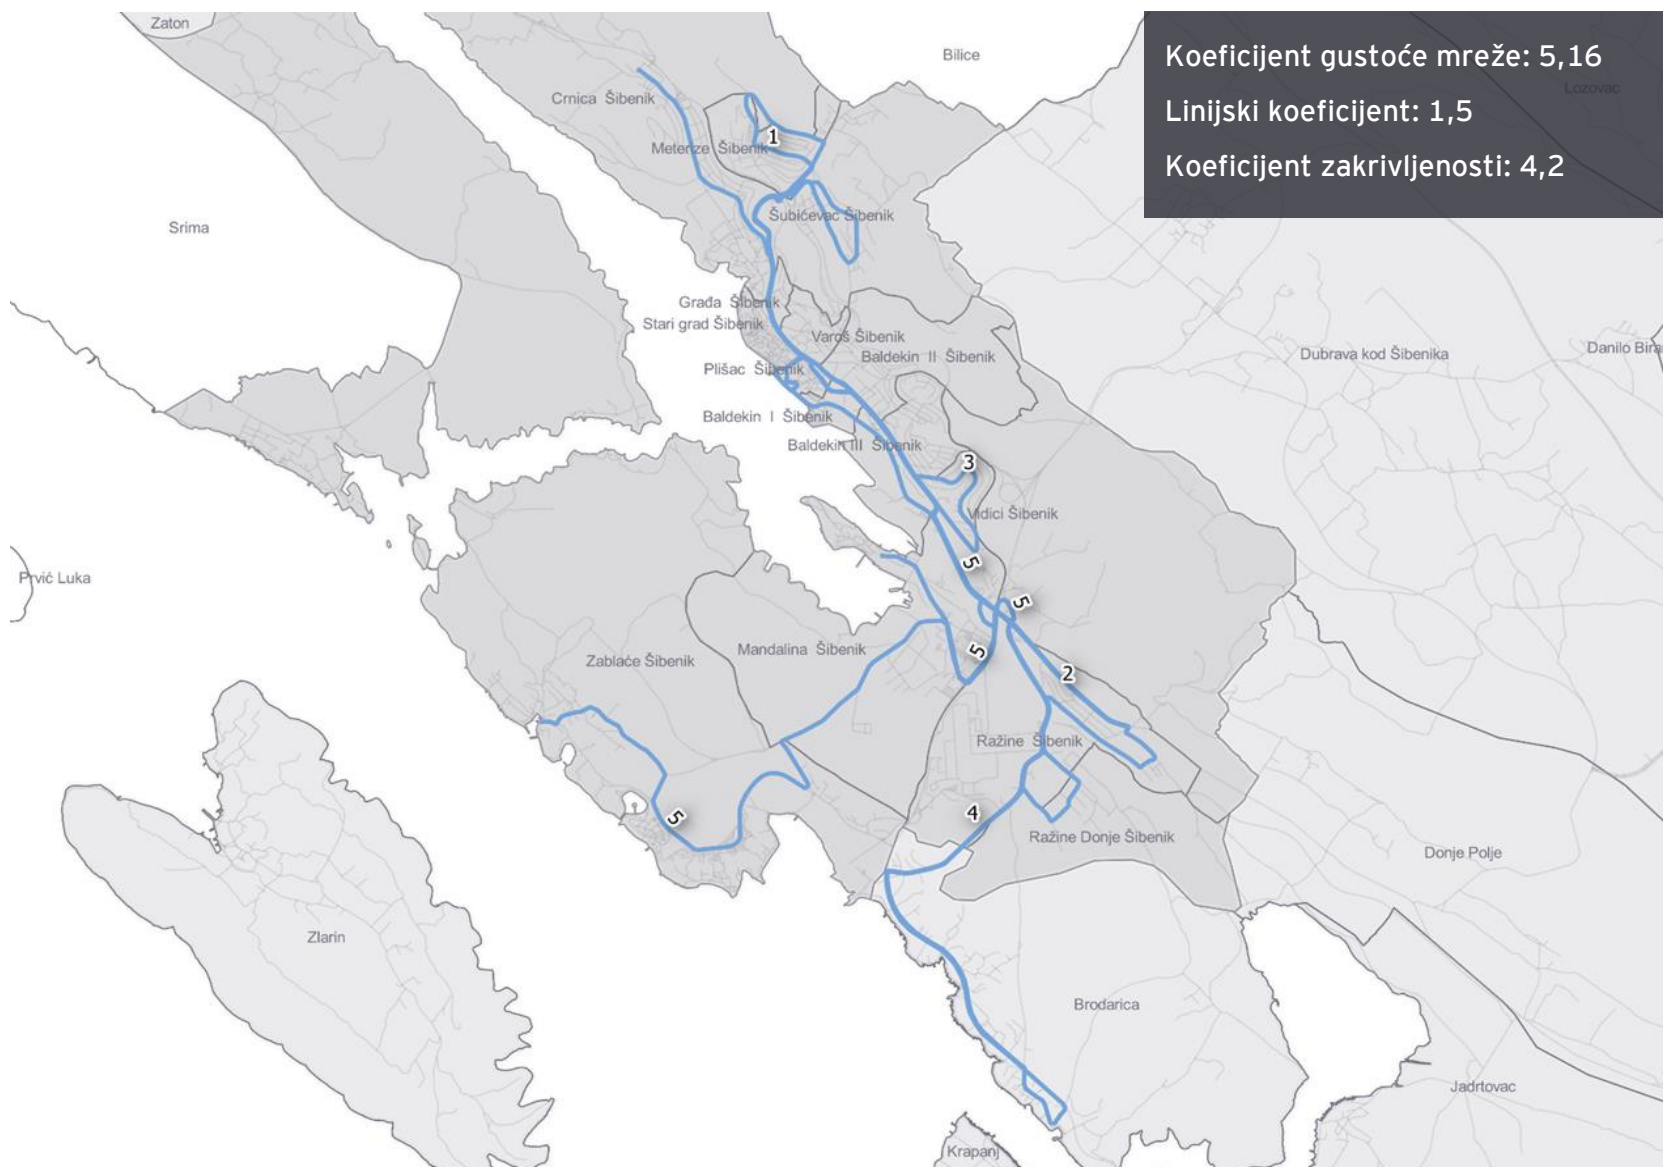 Koeficijent gustoće mreže: 5,16
Linijski koeficijent: 1,5
Koeficijent zakrivljenosti: 4,2
Zaton
Bilice
Lozovac
Crnica Šibenik
1
Meterize Šibenik
Šubićevac Šibenik
Srima
Građa Šibenik
Stari grad Šibenik
Varoš Šibenik
Baldekin II Šibenik
Dubrava kod Šibenika
Danilo Bira
Plišac Šibenik
Baldekin I Šibenik
Baldekin III Šibenik
3
Vidici Šibenik
5
Prvić Luka
5
Mandalina Šibenik
5
Zablaće Šibenik
2
Ražine Šibenik
4
5
Ražine Donje Šibenik
Donje Polje
Zlarin
Brodarica
Jadrtovac
Krapanj